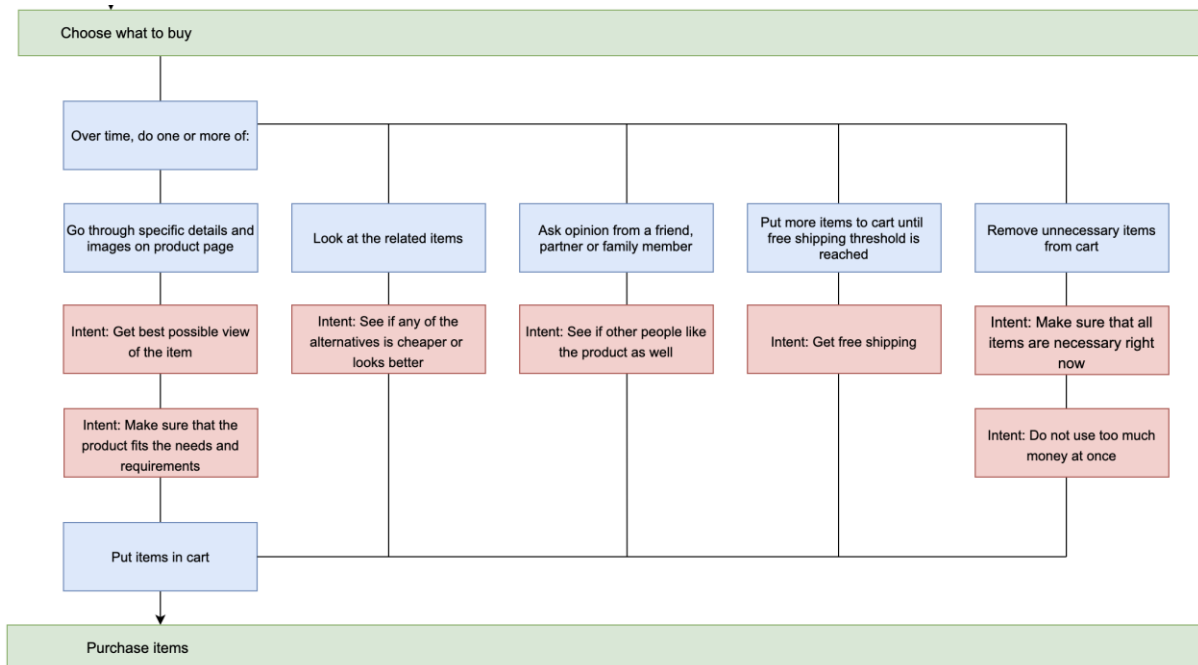 Choose what to buy
Over time, do one or more of:
Go through specific details and
images on product page
Look at the related items
Ask opinion from a friend,
partner or family member
Put more items to cart until
free shipping threshold is
reached
Remove unnecessary items
from cart
Intent: Get best possible view
of the item
Intent: See if any of the
alternatives is cheaper or
looks better
Intent: See if other people like
the product as well
Intent: Get free shipping
Intent: Make sure that all
items are necessary right
now
Intent: Make sure that the
product fits the needs and
requirements
Intent: Do not use too much
money at once
Put items in cart
Purchase items